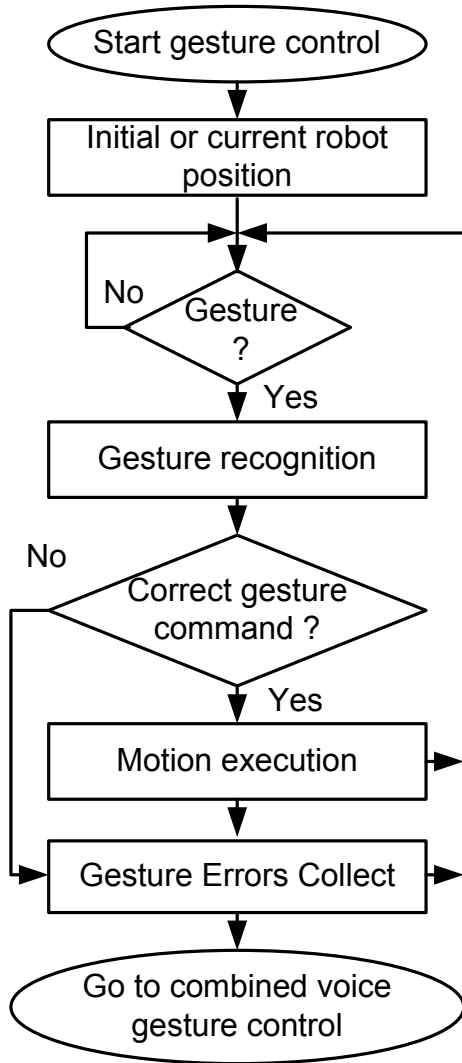 Start gesture control
Initial or current robot
position
No
Gesture
?
Yes
Gesture recognition
No
Correct gesture
command ?
Yes
Motion execution
Gesture Errors Collect
Go to combined voice
gesture control